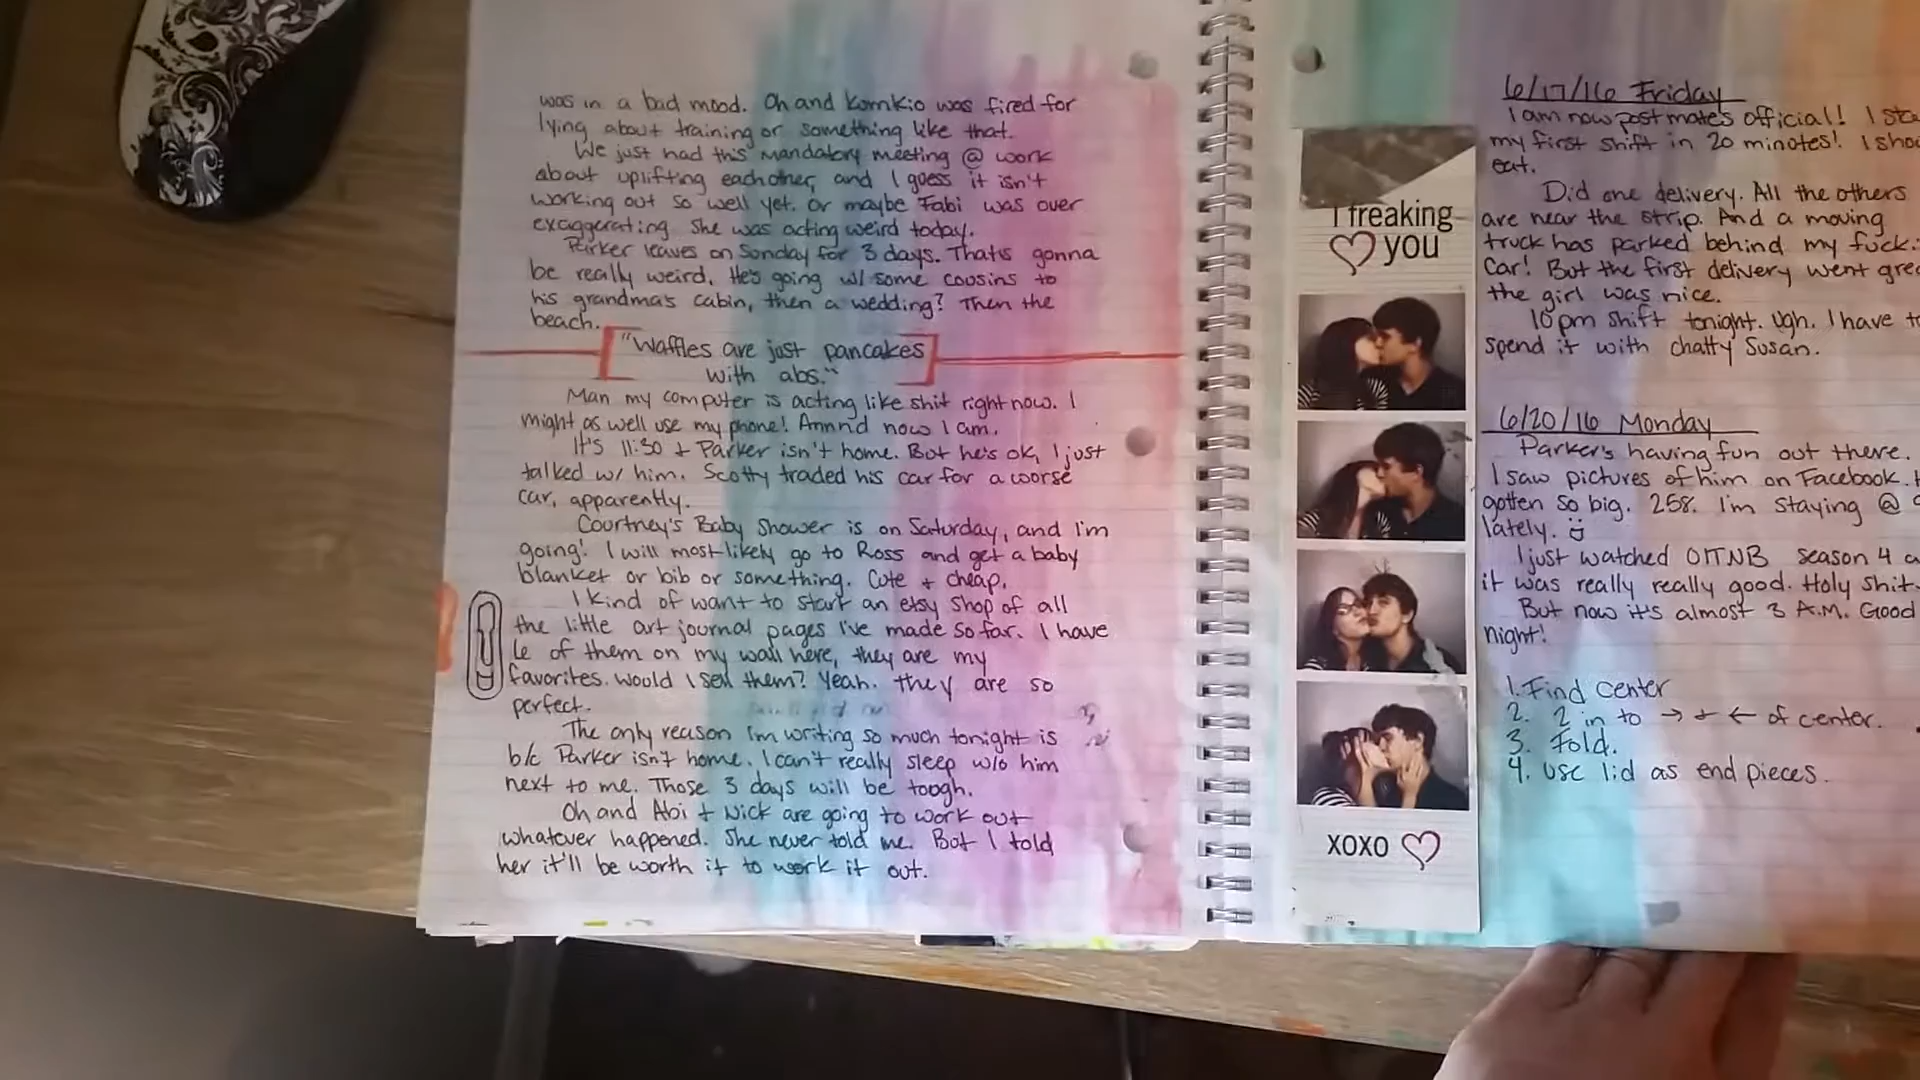 was in a bad mood. Oh and Kornkio was fired for
lying about training or something like that.
We just had this mandatory meeting @ work
about uplifting eachother, and I guess it isn't
working out so well yet. Or maybe Fabi was over
exaggerating. She was acting weird today.
Parker leaves on Sunday for 3 days. Thats gonna
be really weird. He's going w/ some cousins to
his grandma's cabin, then a wedding? Then the
beach.
"Waffles are just pancakes
with abs."
Man my computer is acting like shit right now. I
might as well use my phone! Annnd now I am.
It's 11:30 + Parker isn't home. But he's ok, I just
talked w/ him. Scotty traded his car for a worse
car, apparently.
Courtney's Baby Shower is on Saturday, and I'm
going! I will most likely go to Ross and get a baby
blanket or bib or something. Cute + cheap.
I kind of want to start an etsy shop of all
the little art journal pages I've made so far. I have
of them on my wall here, they are my
favorites. Would I sell them? Yeah. They are so
perfect.
The only reason I'm writing so much tonight is
b/c Parker isn't home. I can't really sleep w/o him
next to me. Those 3 days will be tough.
Oh and Abi + Nick are going to work out
whatever happened. She never told me. But I told
her it'll be worth it to work it out.
I freaking
♡ you
XOXO ♡
6/17/16 Friday
I am now postmates official! I
my first shift in 20 minutes! I
eat.
Did one delivery. All the others
are near the strip. And a moving
truck has parked behind my fuck
car! But the first delivery went
the girl was nice.
10 pm shift tonight. Ugh. I have
spend it with chatty Susan.
6/20/16 Monday
Parker's having fun out there.
I saw pictures of him on Facebook.
gotten so big. 258. I'm staying @
lately. :)
I just watched OITNB season 4
it was really really good. Holy shit
But now it's almost 3 A.M. Good
night!
1. Find center
2. 2 in to → + ← of center.
3. Fold.
4. Use lid as end pieces.